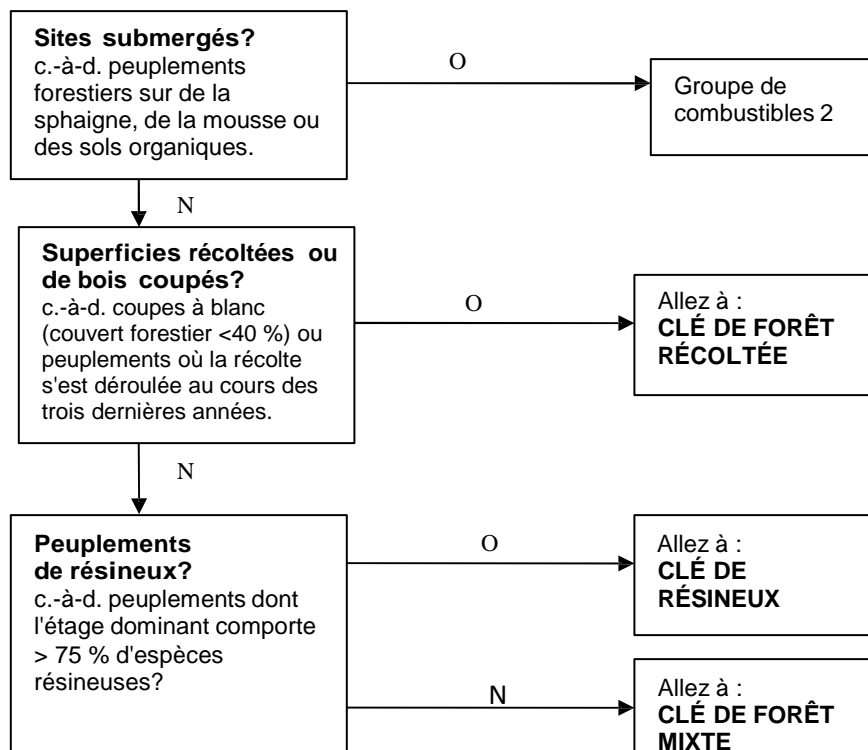 Sites submergés?
c.-à-d. peuplements
forestiers sur de la
sphaigne, de la mousse ou
des sols organiques.
O
Groupe de
combustibles 2
N
Superficies récoltées ou
de bois coupés?
c.-à-d. coupes à blanc
(couvert forestier <40 %) ou
peuplements où la récolte
s'est déroulée au cours des
trois dernières années.
O
Allez à :
CLÉ DE FORÊT
RÉCOLTÉE
N
Peuplements
de résineux?
c.-à-d. peuplements dont
l'étage dominant comporte
> 75 % d'espèces
résineuses?
O
Allez à :
CLÉ DE
RÉSINEUX
N
Allez à :
CLÉ DE FORÊT
MIXTE